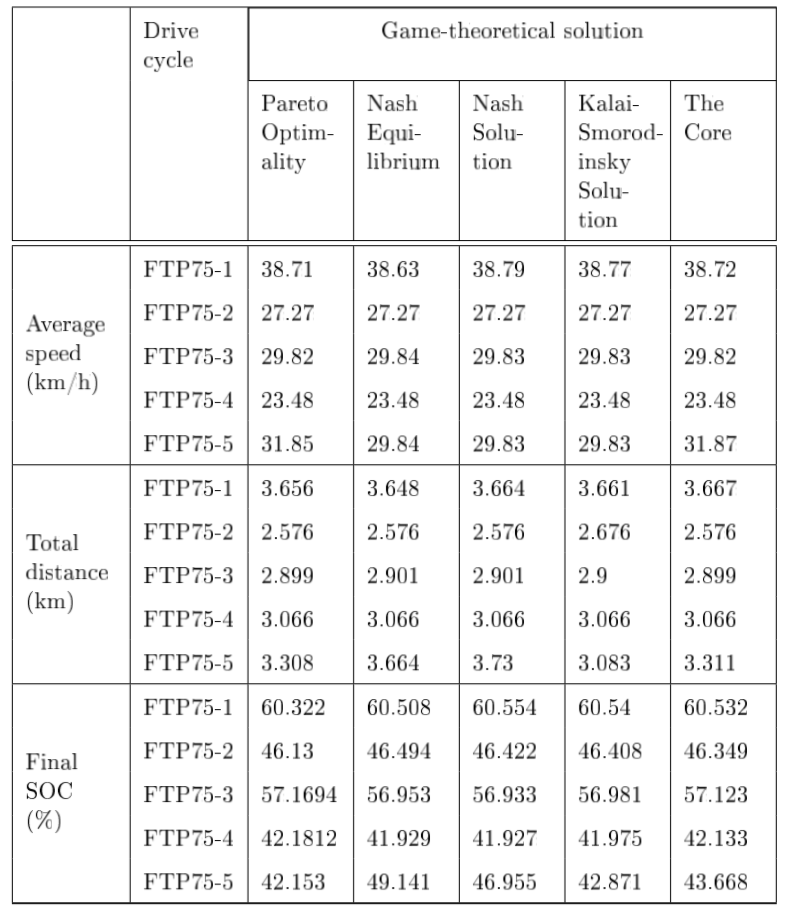 Drive cycle Game-theoretical solution
Pareto Optim-ality Nash Equi-librium Nash Solu-tion Kalai-Smorod-insky Solu-tion The Core
Average speed (km/h)
FTP75-1 38.71 38.63 38.79 38.77 38.72
FTP75-2 27.27 27.27 27.27 27.27 27.27
FTP75-3 29.82 29.84 29.83 29.83 29.82
FTP75-4 23.48 23.48 23.48 23.48 23.48
FTP75-5 31.85 29.84 29.83 29.83 31.87
Total distance (km)
FTP75-1 3.656 3.648 3.664 3.661 3.667
FTP75-2 2.576 2.576 2.576 2.676 2.576
FTP75-3 2.899 2.901 2.901 2.9 2.899
FTP75-4 3.066 3.066 3.066 3.066 3.066
FTP75-5 3.308 3.664 3.73 3.083 3.311
Final SOC (%)
FTP75-1 60.322 60.508 60.554 60.54 60.532
FTP75-2 46.13 46.494 46.422 46.408 46.349
FTP75-3 57.1694 56.953 56.933 56.981 57.123
FTP75-4 42.1812 41.929 41.927 41.975 42.133
FTP75-5 42.153 49.141 46.955 42.871 43.668